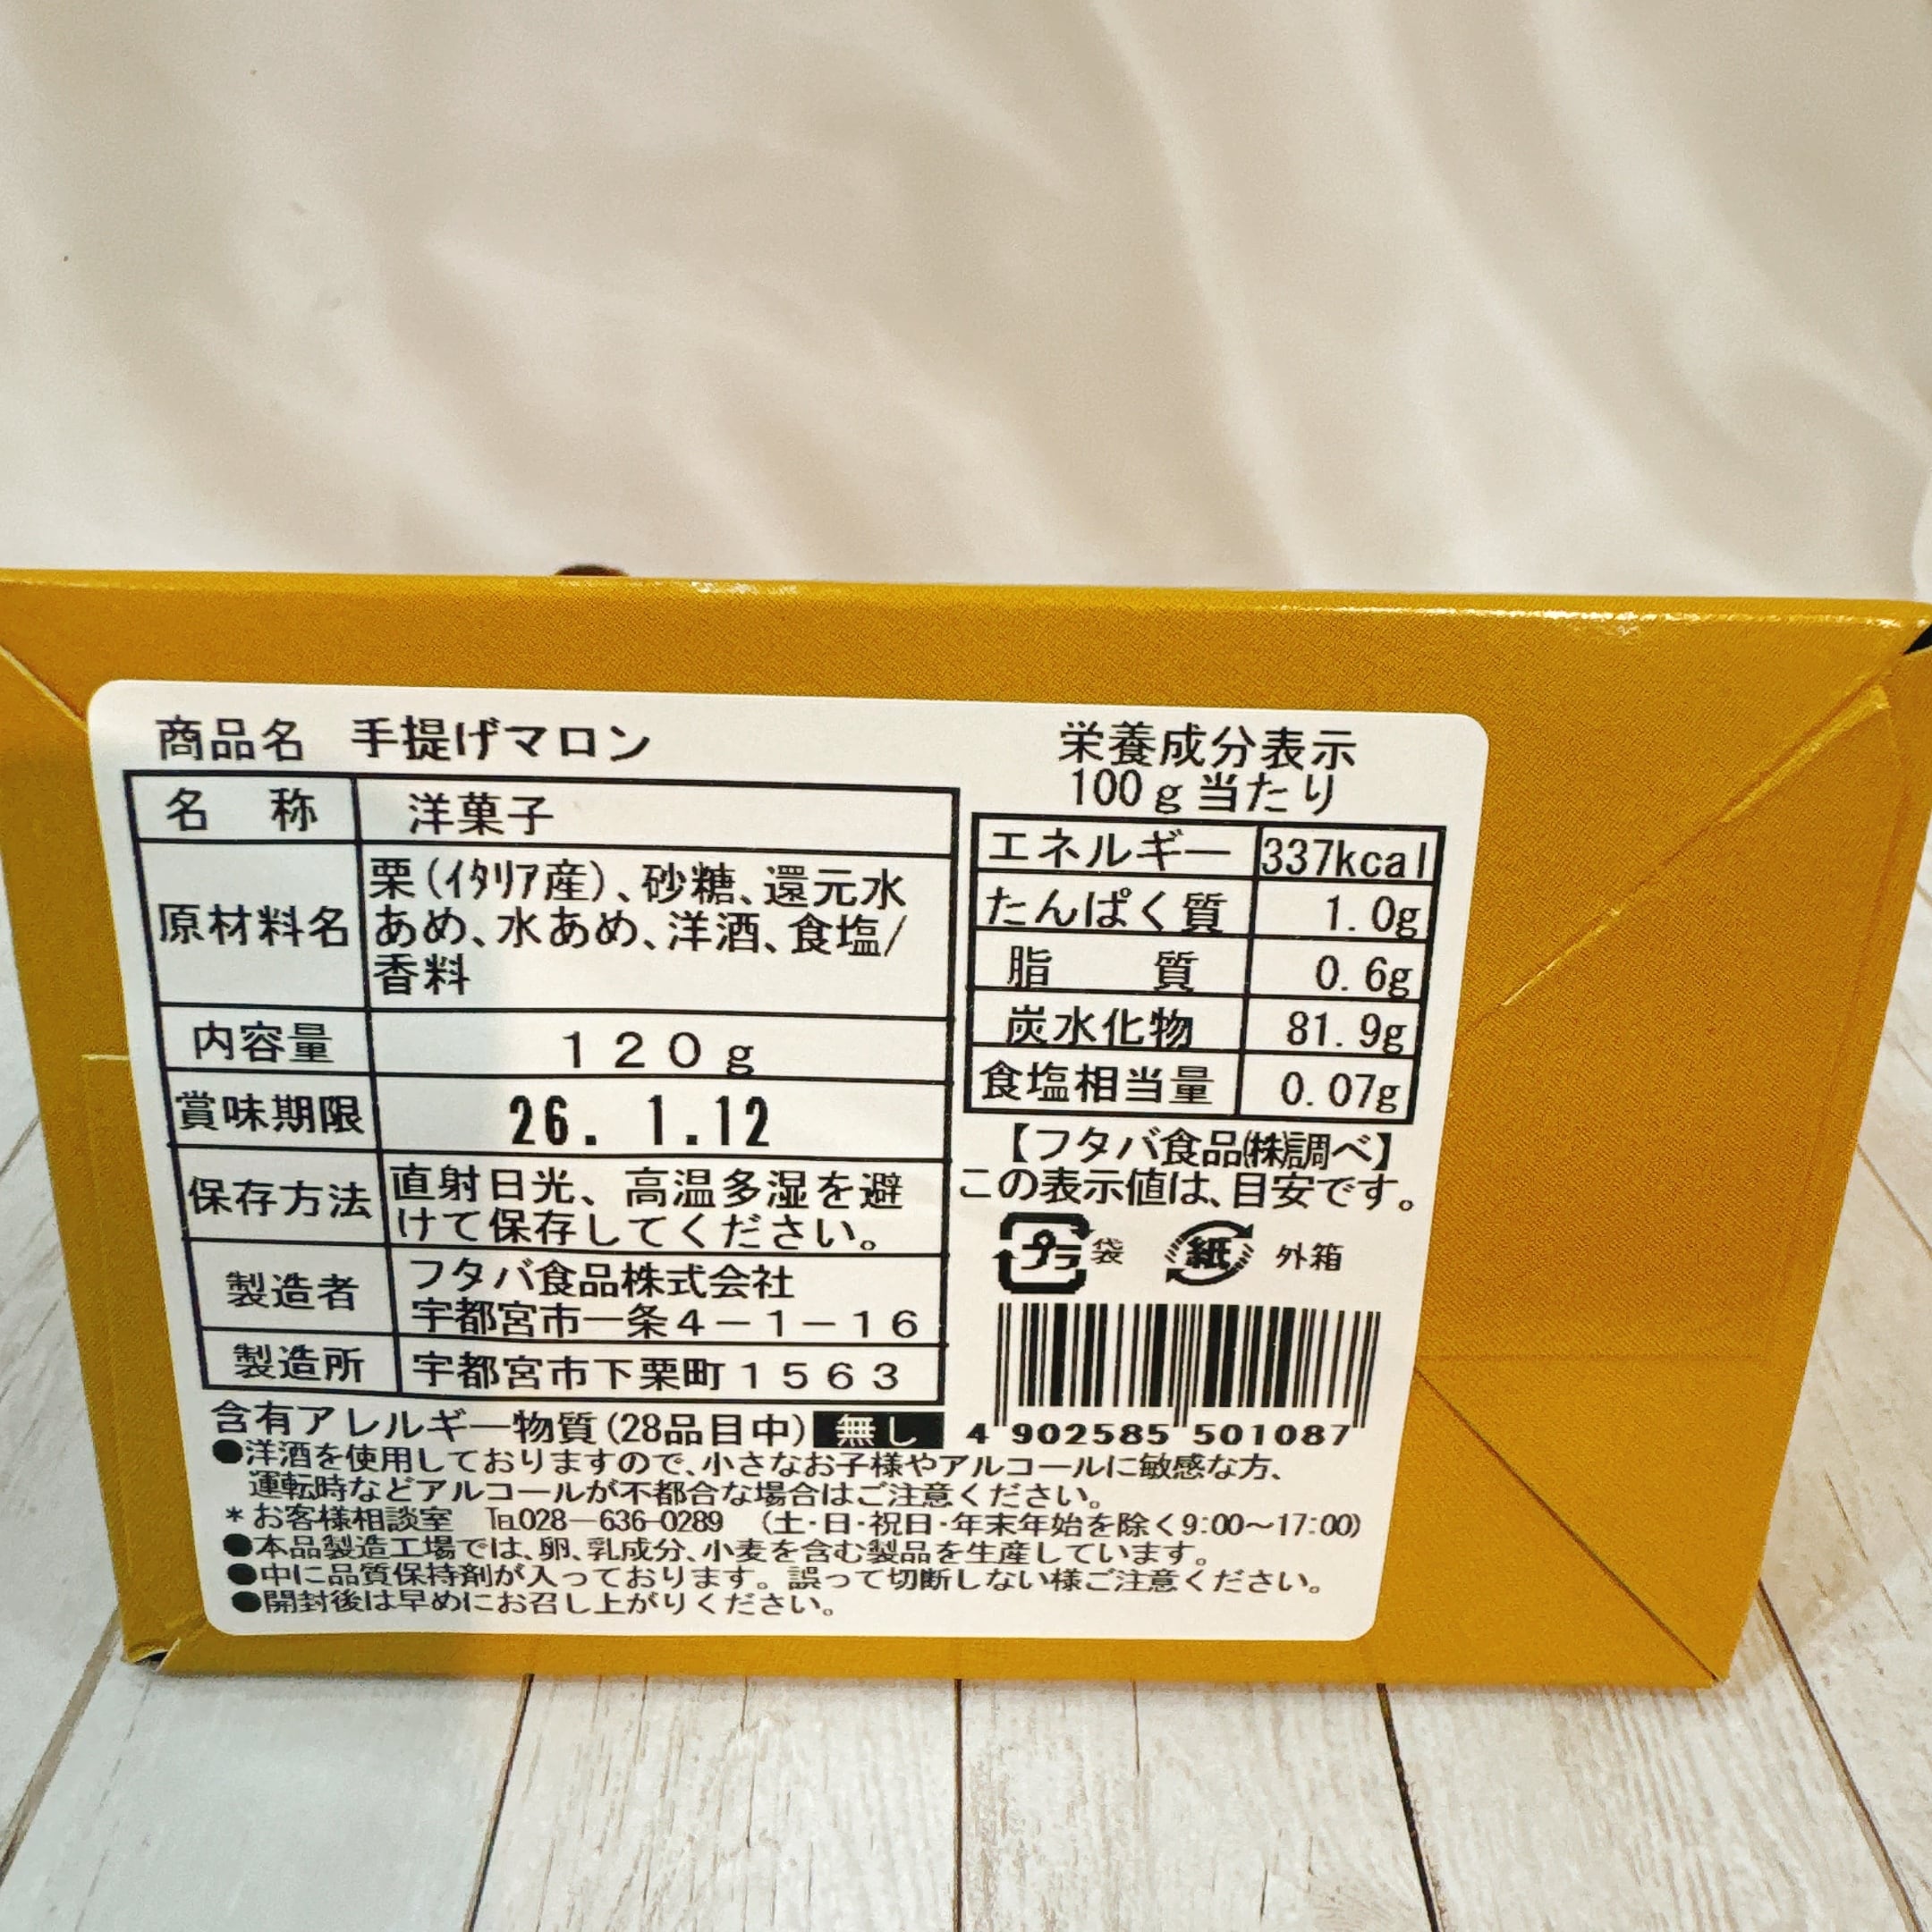 商品名 手提げマロン
名 称 洋菓子
原材料名 栗(イタリア産)、砂糖、還元水
あめ、水あめ、洋酒、食塩/
香料
内容量 120g
賞味期限 26. 1.12
保存方法 直射日光、高温多湿を避
けて保存してください。
製造者 フタバ食品株式会社
宇都宮市一条4-1-16
製造所 宇都宮市下栗町1563
栄養成分表示
100g当たり
エネルギー 337kcal
たんぱく質 1.0g
脂 質 0.6g
炭水化物 81.9g
食塩相当量 0.07g
【フタバ食品㈱調べ】
この表示値は、目安です。
プラ 袋 紙 外箱
4 902585 501087
含有アレルギー物質(28品目中) 無し
●洋酒を使用しておりますので、小さなお子様やアルコールに敏感な方、
運転時などアルコールが不都合な場合はご注意ください。
*お客様相談室 ℡028-636-0289 (土・日・祝日・年末年始を除く9:00～17:00)
●本品製造工場では、卵、乳成分、小麦を含む製品を生産しています。
●中に品質保持剤が入っております。誤って切断しない様ご注意ください。
●開封後は早めにお召し上がりください。